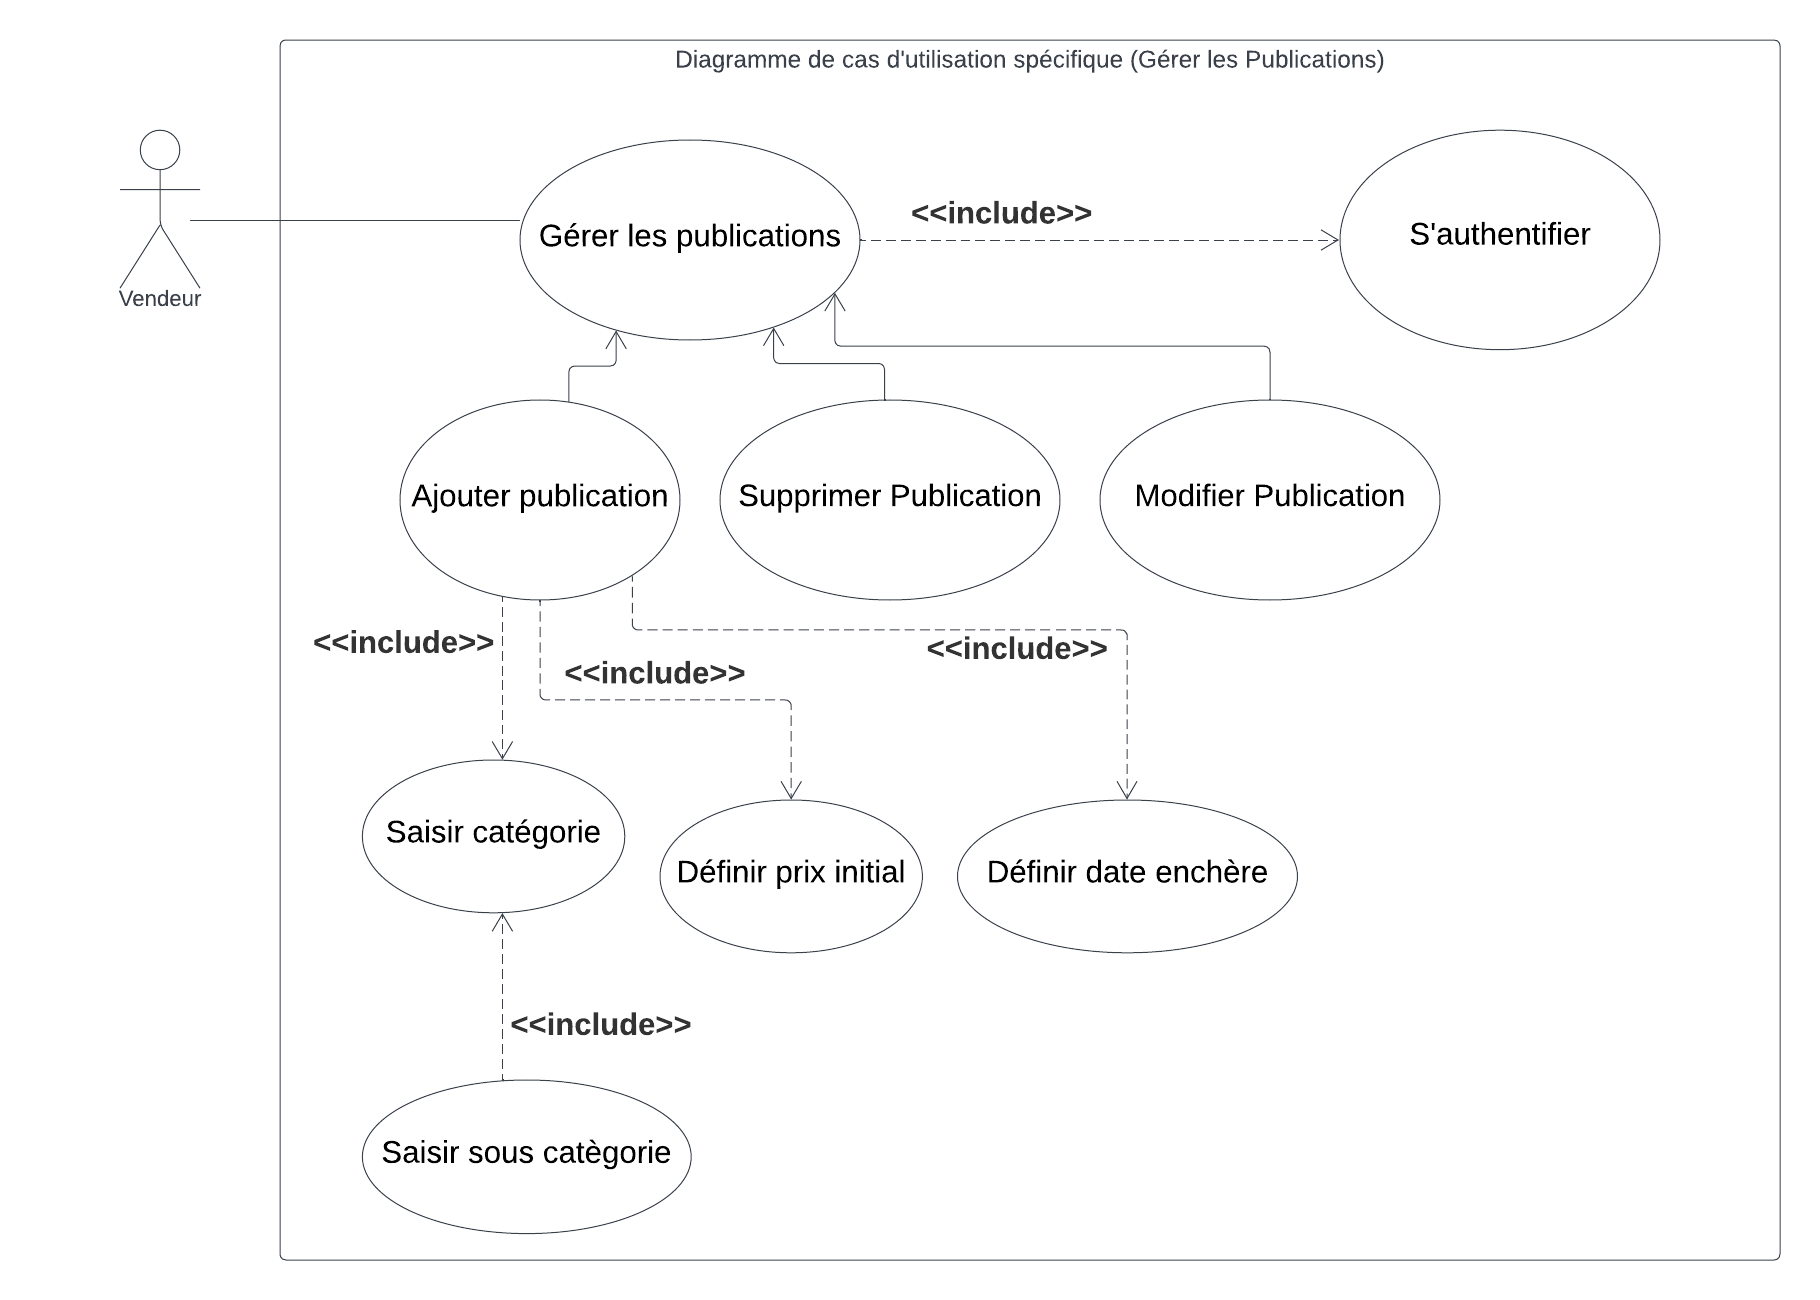 Diagramme de cas d'utilisation spécifique (Gérer les Publications)
Vendeur
Gérer les publications
<<include>>
S'authentifier
Ajouter publication
Supprimer Publication
Modifier Publication
<<include>>
<<include>>
<<include>>
Saisir catégorie
Définir prix initial
Définir date enchère
<<include>>
Saisir sous catègorie